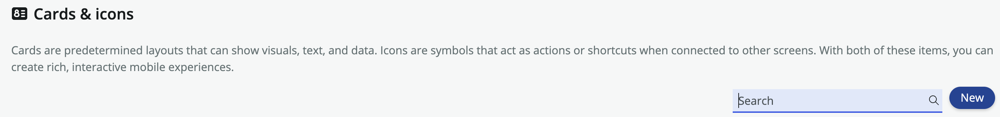 Cards & icons
Cards are predetermined layouts that can show visuals, text, and data. Icons are symbols that act as actions or shortcuts when connected to other screens. With both of these items, you can
create rich, interactive mobile experiences.
Search
New